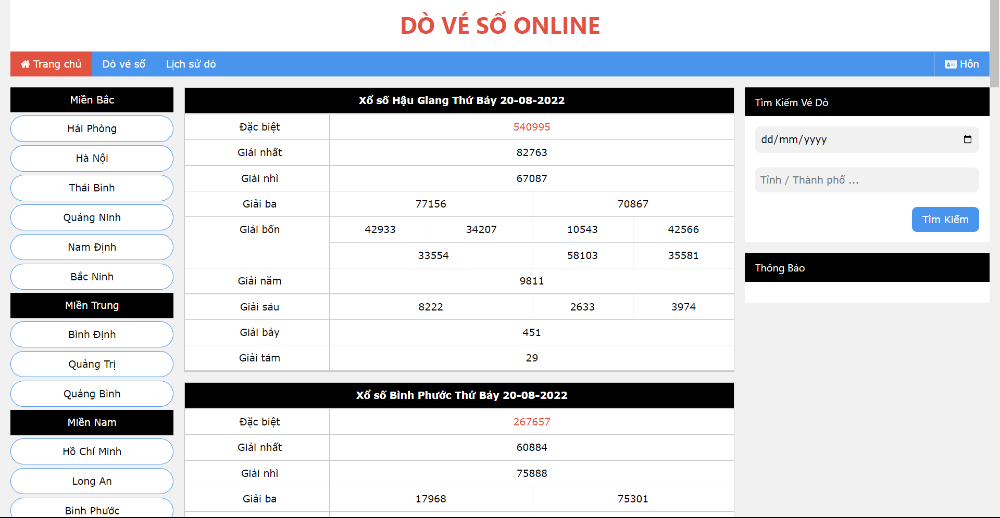 DÒ VÉ SỐ ONLINE
Trang chủ Dò vé số Lịch sử dò Hôn
Miền Bắc
Hải Phòng
Hà Nội
Thái Bình
Quảng Ninh
Nam Định
Bắc Ninh
Miền Trung
Bình Định
Quảng Trị
Quảng Bình
Miền Nam
Hồ Chí Minh
Long An
Bình Phước
Xổ số Hậu Giang Thứ Bảy 20-08-2022
Đặc biệt 540995
Giải nhất 82763
Giải nhì 67087
Giải ba 77156 70867
Giải bốn 42933 34207 10543 42566
33554 58103 35581
Giải năm 9811
Giải sáu 8222 2633 3974
Giải bảy 451
Giải tám 29
Xổ số Bình Phước Thứ Bảy 20-08-2022
Đặc biệt 267657
Giải nhất 60884
Giải nhì 75888
Giải ba 17968 75301
Tìm Kiếm Vé Dò
dd/mm/yyyy
Tỉnh / Thành phố ...
Tìm Kiếm
Thông Báo